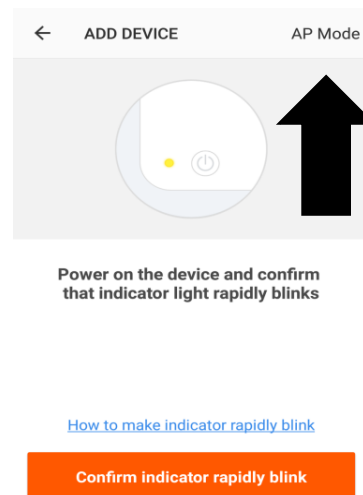 ADD DEVICE AP Mode
Power on the device and confirm
that indicator light rapidly blinks
How to make indicator rapidly blink
Confirm indicator rapidly blink